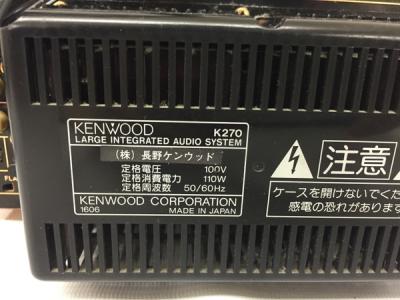 KENWOOD K270
LARGE INTEGRATED AUDIO SYSTEM
(株) 長野ケンウッド
定格電圧 100V
定格消費電力 110W
定格周波数 50/60Hz
KENWOOD CORPORATION
1606 MADE IN JAPAN
注意
ケースを開けないでくだ
感電の恐れがあります